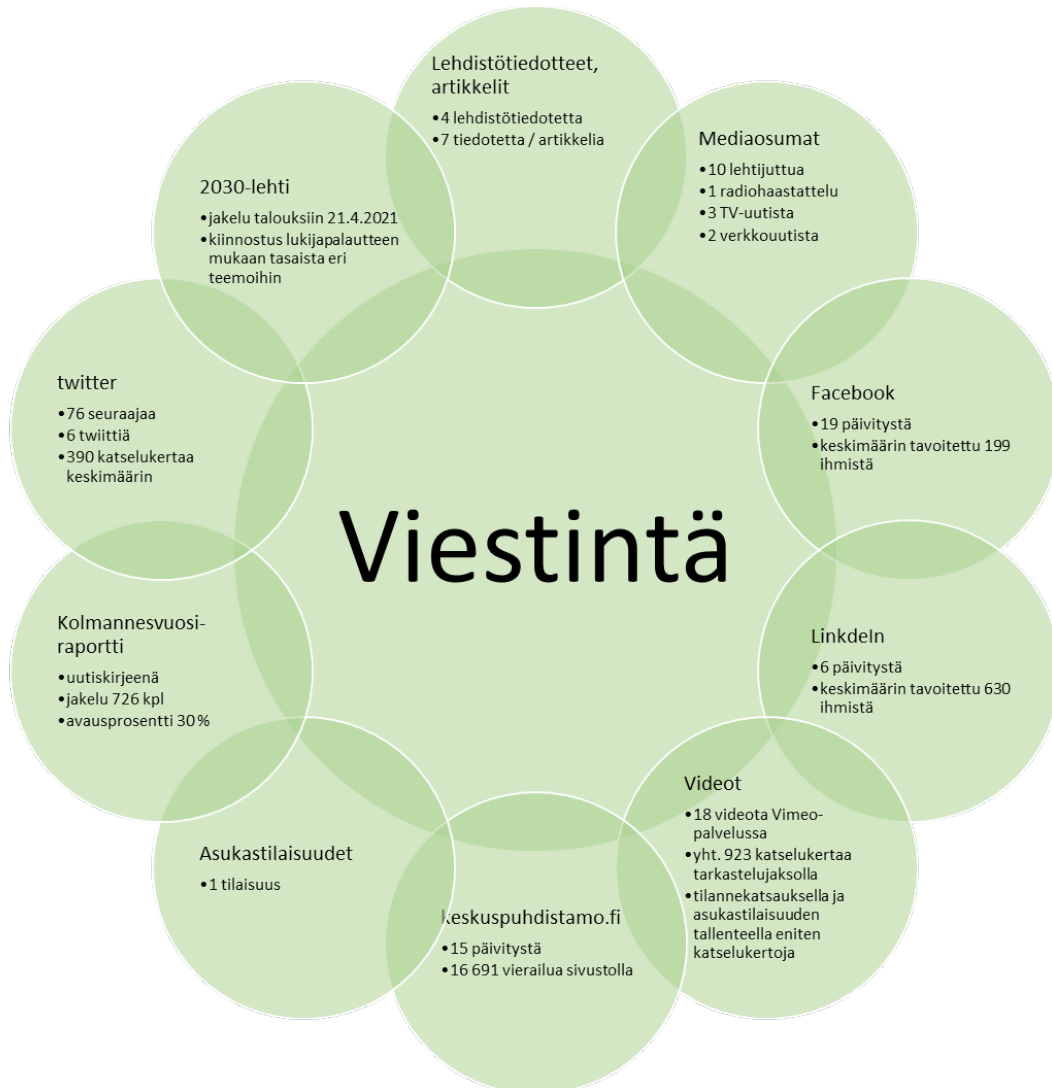 Lehdistötiedotteet,
artikkelit
•4 lehdistötiedotetta
•7 tiedotetta / artikkelia
Mediaosumat
•10 lehtijuttua
•1 radiohaastattelu
•3 TV-uutista
•2 verkkouutista
Facebook
•19 päivitystä
•keskimäärin tavoitettu 199
ihmistä
LinkdeIn
•6 päivitystä
•keskimäärin tavoitettu 630
ihmistä
Videot
•18 videota Vimeo-
palvelussa
•yht. 923 katselukertaa
tarkastelujaksolla
•tilannekatsauksella ja
asukastilaisuuden
tallenteella eniten
katselukertoja
keskuspuhdistamo.fi
•15 päivitystä
•16 691 vierailua sivustolla
Asukastilaisuudet
•1 tilaisuus
Kolmannesvuosi-
raportti
•uutiskirjeenä
•jakelu 726 kpl
•avausprosentti 30 %
twitter
•76 seuraajaa
•6 twiittiä
•390 katselukertaa
keskimäärin
2030-lehti
•jakelu talouksiin 21.4.2021
•kiinnostus lukijapalautteen
mukaan tasaista eri
teemoihin
Viestintä